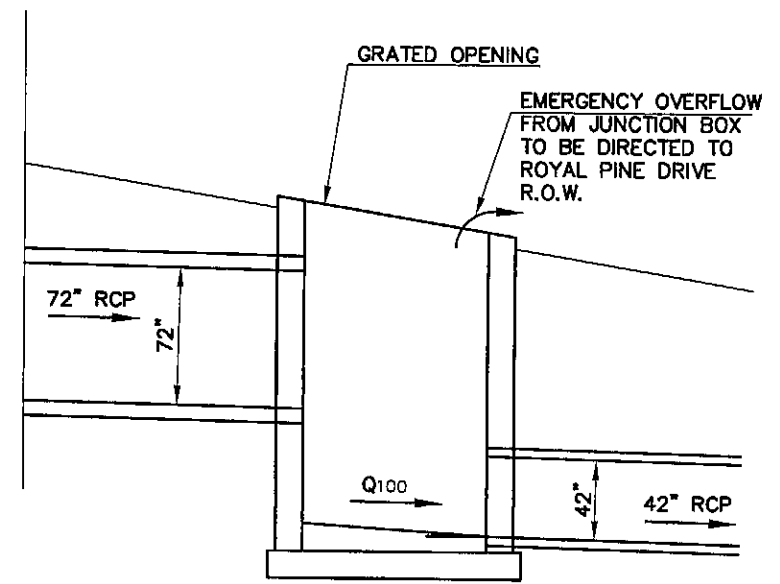 GRATED OPENING
EMERGENCY OVERFLOW
FROM JUNCTION BOX
TO BE DIRECTED TO
ROYAL PINE DRIVE
R.O.W.
72" RCP
72"
Q100
42"
42" RCP